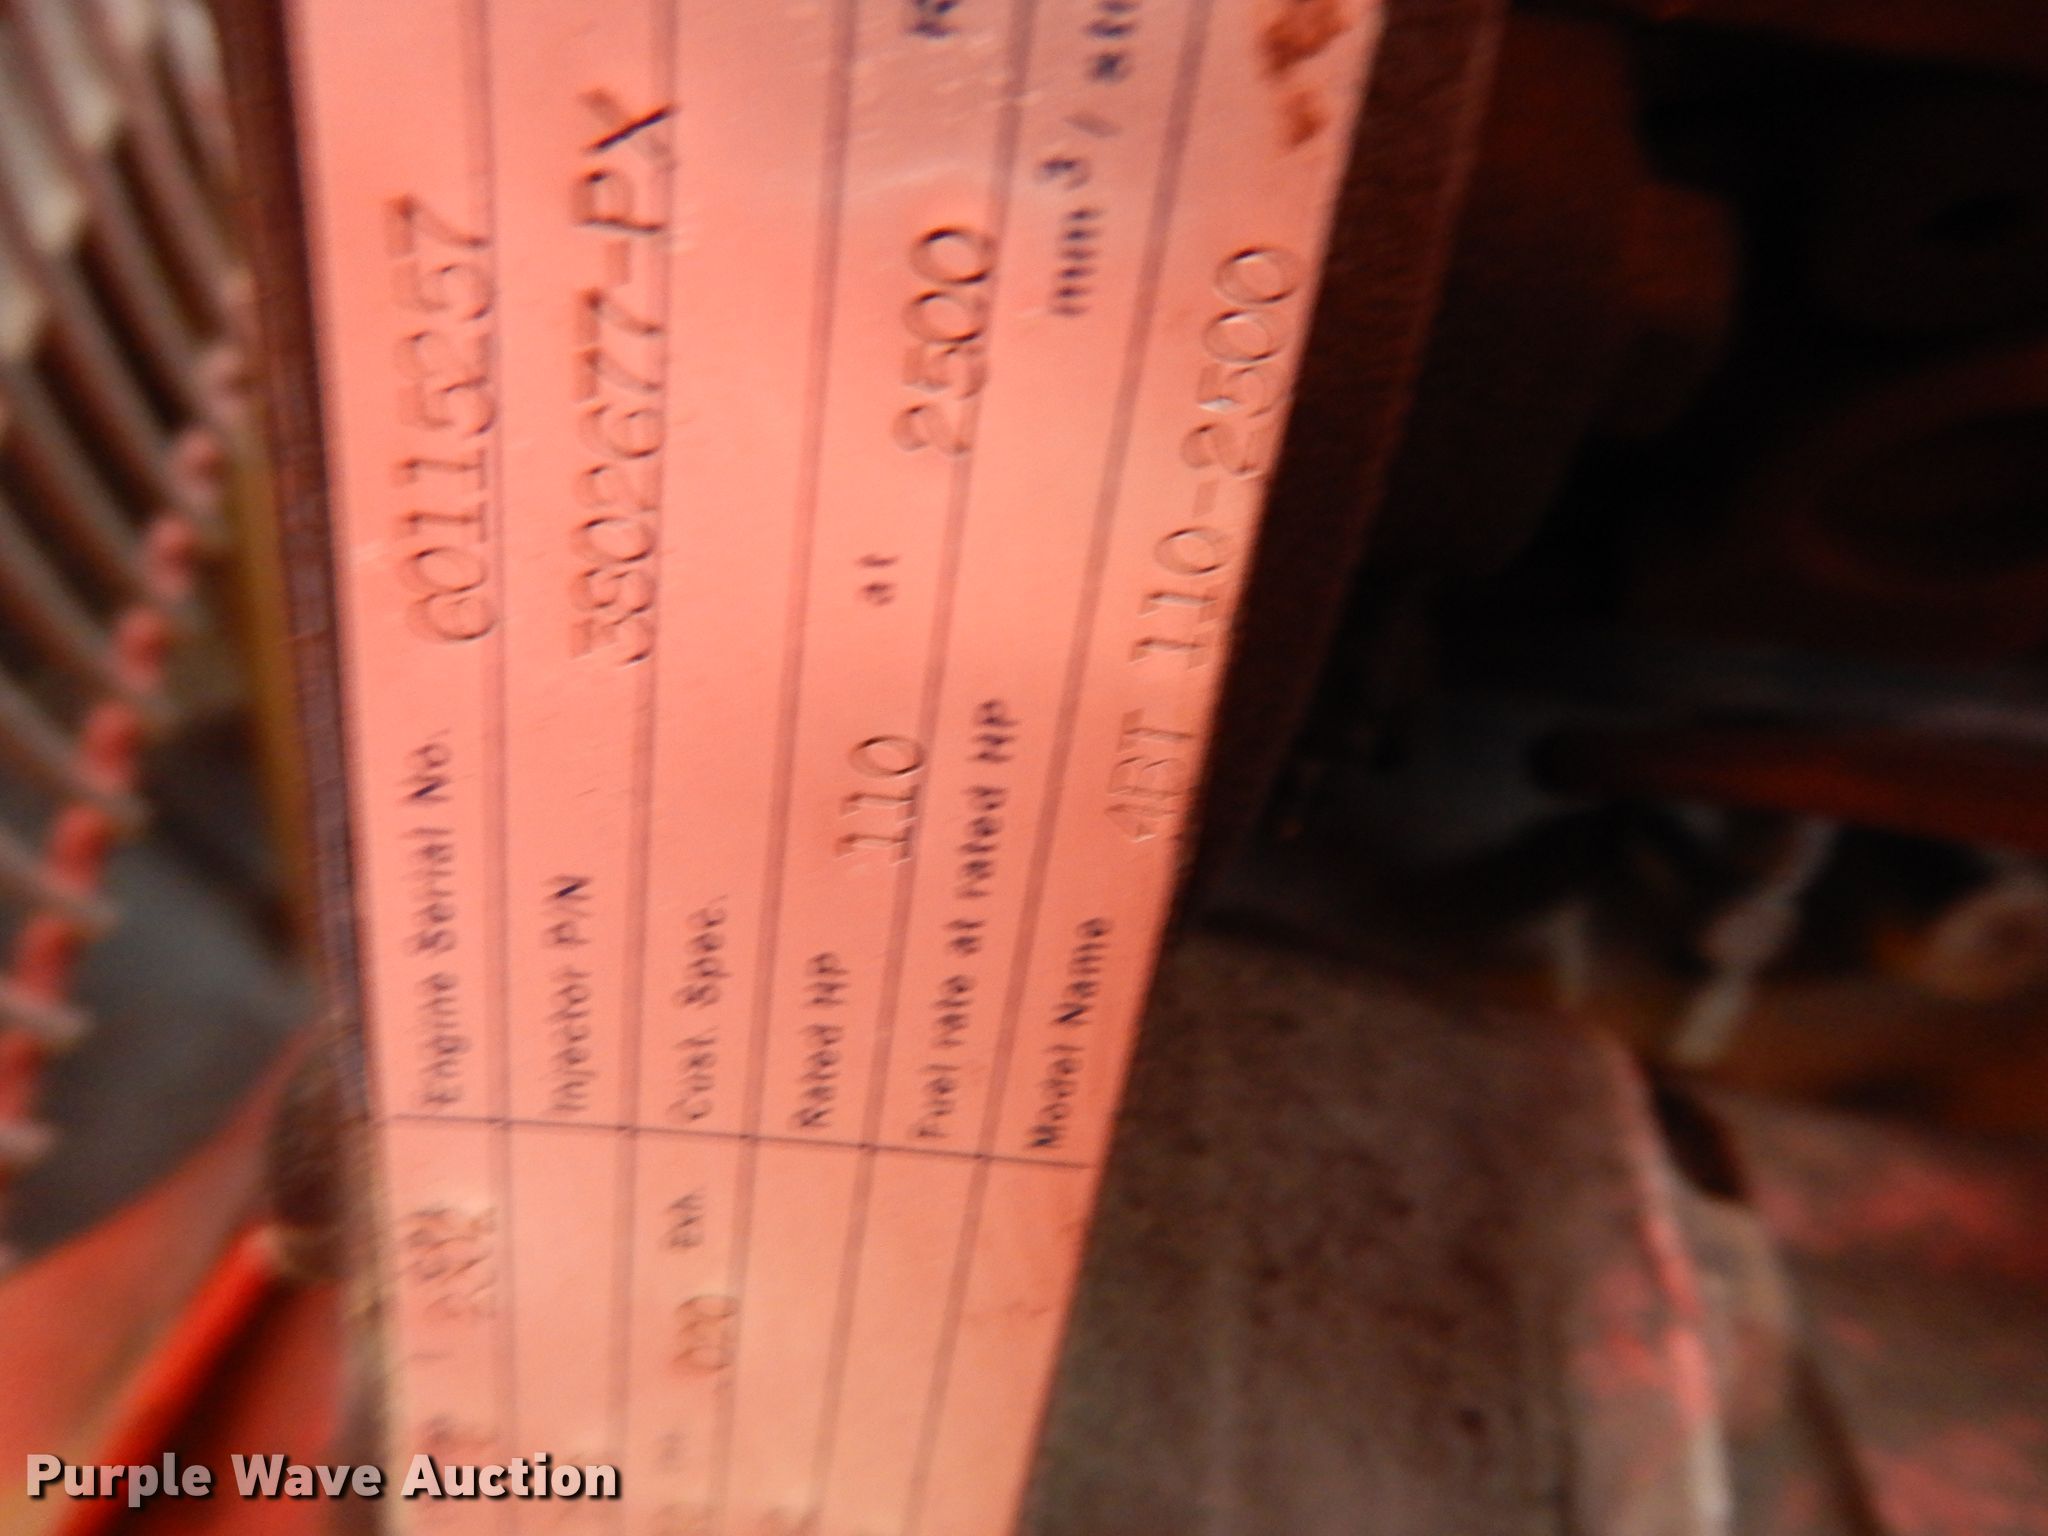 Engine Serial No. 60115257
Injector P/N 3802677-PX
Cust. Spec.
Rated HP 110 at 2500
Fuel rate at rated HP mm3/
Model Name 4BT 110-2500
Purple Wave Auction